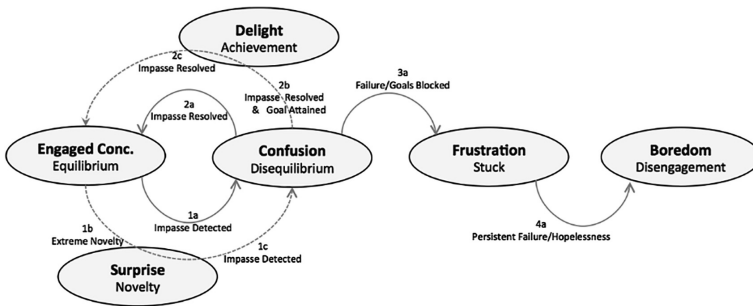 Delight
Achievement
2c
Impasse Resolved
2b
Impasse Resolved
& Goal Attained
3a
Failure/Goals Blocked
2a
Impasse Resolved
Engaged Conc.
Equilibrium
Confusion
Disequilibrium
Frustration
Stuck
Boredom
Disengagement
1a
Impasse Detected
1b
Extreme Novelty
1c
Impasse Detected
4a
Persistent Failure/Hopelessness
Surprise
Novelty